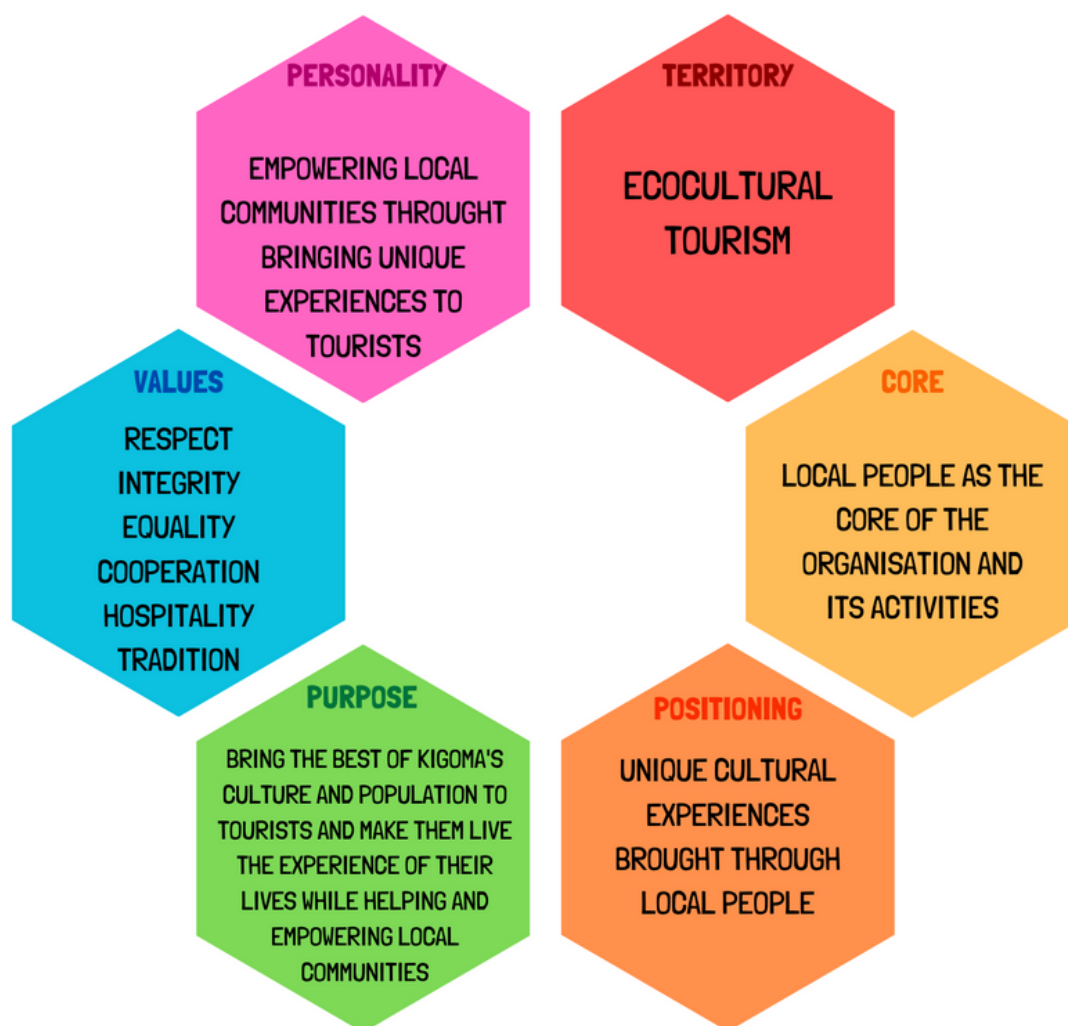 PERSONALITY
EMPOWERING LOCAL
COMMUNITIES THROUGHT
BRINGING UNIQUE
EXPERIENCES TO
TOURISTS
TERRITORY
ECOCULTURAL
TOURISM
VALUES
RESPECT
INTEGRITY
EQUALITY
COOPERATION
HOSPITALITY
TRADITION
CORE
LOCAL PEOPLE AS THE
CORE OF THE
ORGANISATION AND
ITS ACTIVITIES
PURPOSE
BRING THE BEST OF KIGOMA'S
CULTURE AND POPULATION TO
TOURISTS AND MAKE THEM LIVE
THE EXPERIENCE OF THEIR
LIVES WHILE HELPING AND
EMPOWERING LOCAL
COMMUNITIES
POSITIONING
UNIQUE CULTURAL
EXPERIENCES
BROUGHT THROUGH
LOCAL PEOPLE